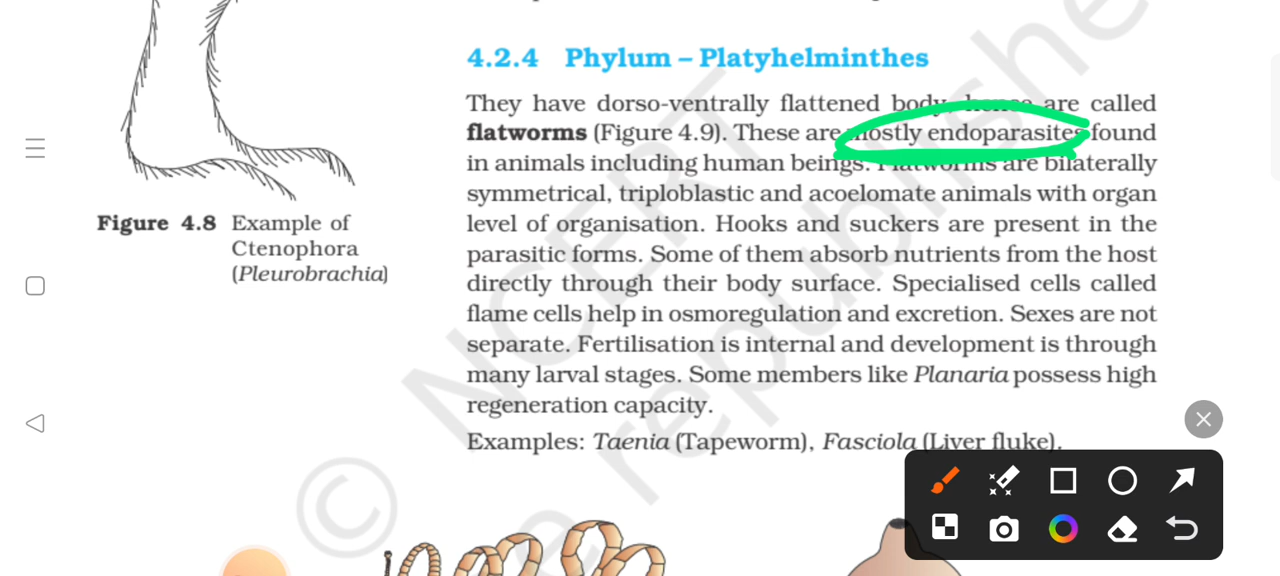 4.2.4 Phylum – Platyhelminthes
They have dorso-ventrally flattened body, hence are called
flatworms (Figure 4.9). These are mostly endoparasites found
in animals including human beings. Flatworms are bilaterally
symmetrical, triploblastic and acoelomate animals with organ
level of organisation. Hooks and suckers are present in the
parasitic forms. Some of them absorb nutrients from the host
directly through their body surface. Specialised cells called
flame cells help in osmoregulation and excretion. Sexes are not
separate. Fertilisation is internal and development is through
many larval stages. Some members like Planaria possess high
regeneration capacity.
Examples: Taenia (Tapeworm), Fasciola (Liver fluke).
Figure 4.8 Example of
Ctenophora
(Pleurobrachia)
© NCERT
be republished